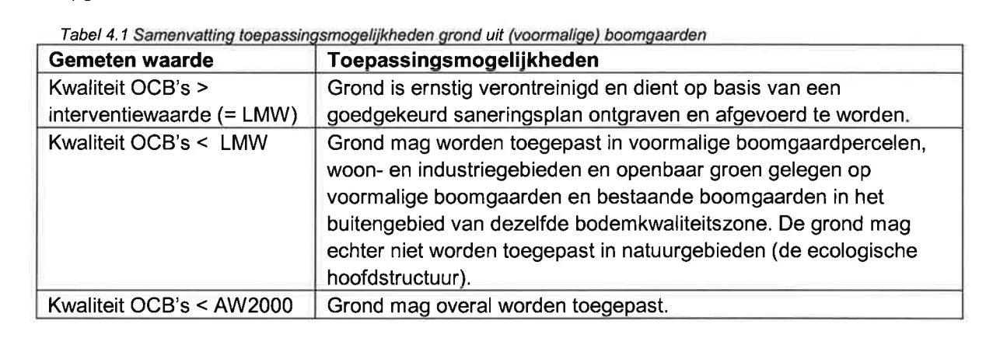 Tabel 4.1 Samenvatting toepassingsmogelijkheden grond uit (voormalige) boomgaarden
Gemeten waarde
Toepassingsmogelijkheden
Kwaliteit OCB's >
interventiewaarde (= LMW)
Grond is ernstig verontreinigd en dient op basis van een
goedgekeurd saneringsplan ontgraven en afgevoerd te worden.
Kwaliteit OCB's < LMW
Grond mag worden toegepast in voormalige boomgaardpercelen,
woon- en industriegebieden en openbaar groen gelegen op
voormalige boomgaarden en bestaande boomgaarden in het
buitengebied van dezelfde bodemkwaliteitszone. De grond mag
echter niet worden toegepast in natuurgebieden (de ecologische
hoofdstructuur).
Kwaliteit OCB's < AW2000
Grond mag overal worden toegepast.